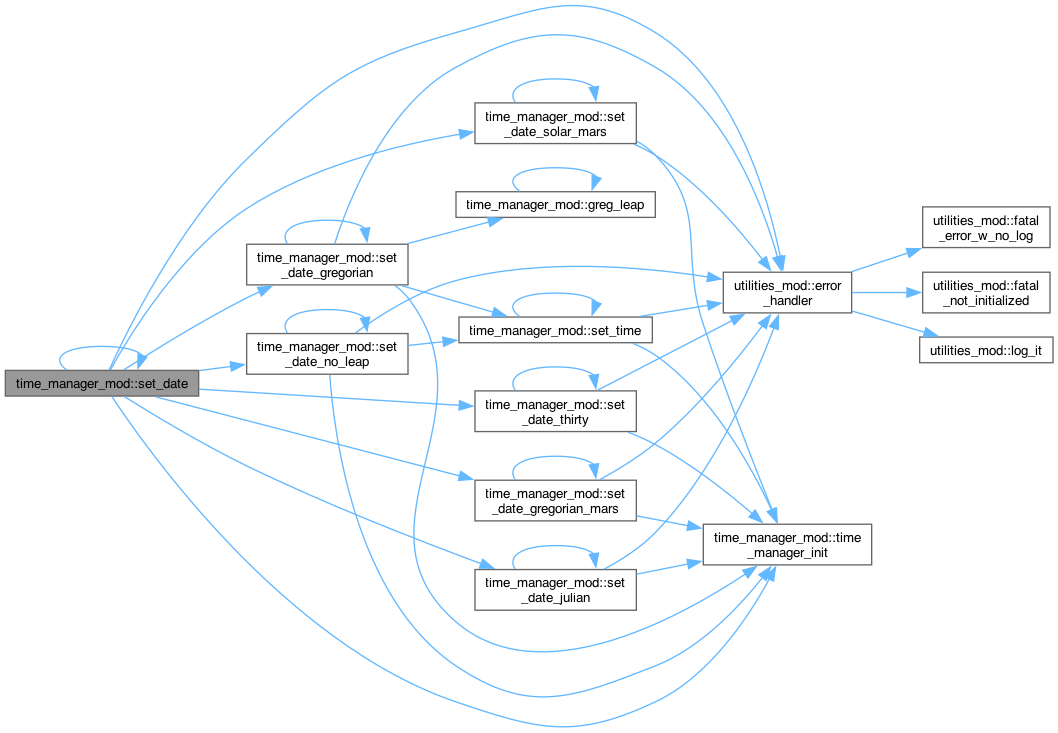 time_manager_mod::set_date
time_manager_mod::set
_date_gregorian
time_manager_mod::set
_date_no_leap
time_manager_mod::set
_date_solar_mars
time_manager_mod::greg_leap
time_manager_mod::set_time
time_manager_mod::set
_date_thirty
time_manager_mod::set
_date_gregorian_mars
time_manager_mod::set
_date_julian
utilities_mod::error
_handler
time_manager_mod::time
_manager_init
utilities_mod::fatal
_error_w_no_log
utilities_mod::fatal
_not_initialized
utilities_mod::log_it